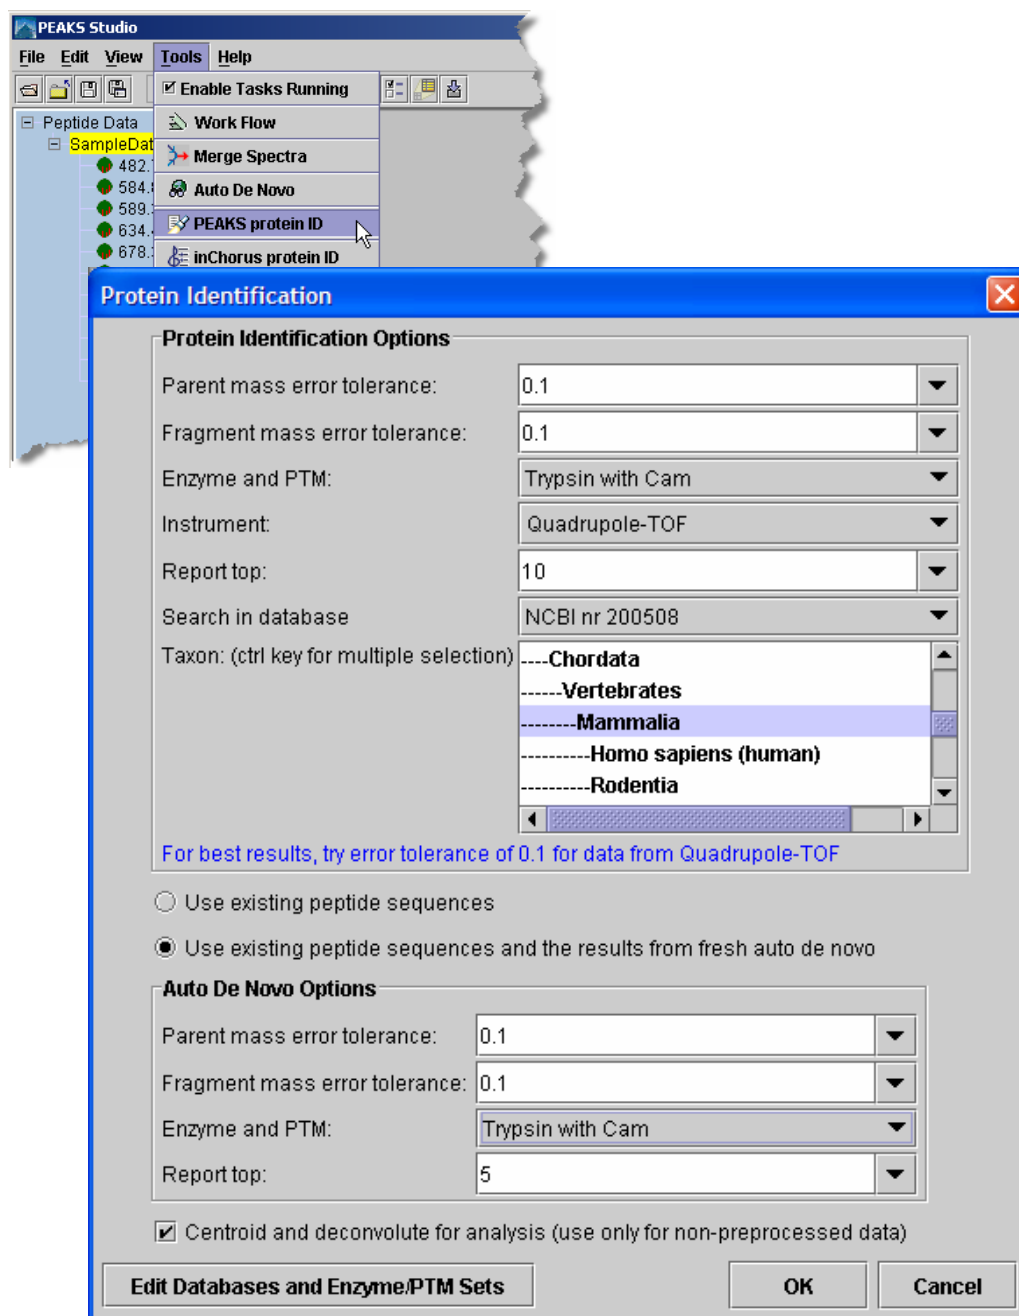 PEAKS Studio
File Edit View Tools Help
Enable Tasks Running
Work Flow
Merge Spectra
Auto De Novo
PEAKS protein ID
inChorus protein ID
Peptide Data
SampleDat
482.
584.
589.
634.
678.
Protein Identification
Protein Identification Options
Parent mass error tolerance: 0.1
Fragment mass error tolerance: 0.1
Enzyme and PTM: Trypsin with Cam
Instrument: Quadrupole-TOF
Report top: 10
Search in database NCBI nr 200508
Taxon: (ctrl key for multiple selection) ----Chordata
------Vertebrates
--------Mammalia
----------Homo sapiens (human)
----------Rodentia
For best results, try error tolerance of 0.1 for data from Quadrupole-TOF
Use existing peptide sequences
Use existing peptide sequences and the results from fresh auto de novo
Auto De Novo Options
Parent mass error tolerance: 0.1
Fragment mass error tolerance: 0.1
Enzyme and PTM: Trypsin with Cam
Report top: 5
Centroid and deconvolute for analysis (use only for non-preprocessed data)
Edit Databases and Enzyme/PTM Sets OK Cancel